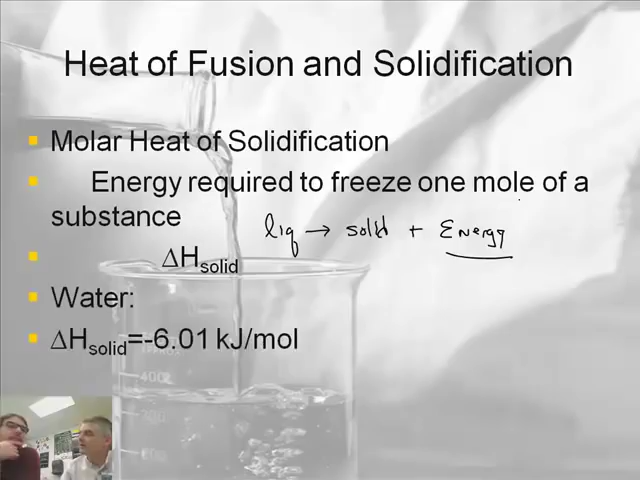 Heat of Fusion and Solidification
Molar Heat of Solidification
Energy required to freeze one mole of a
substance
liq → solid + Energy
ΔHsolid
Water:
ΔHsolid=-6.01 kJ/mol
400